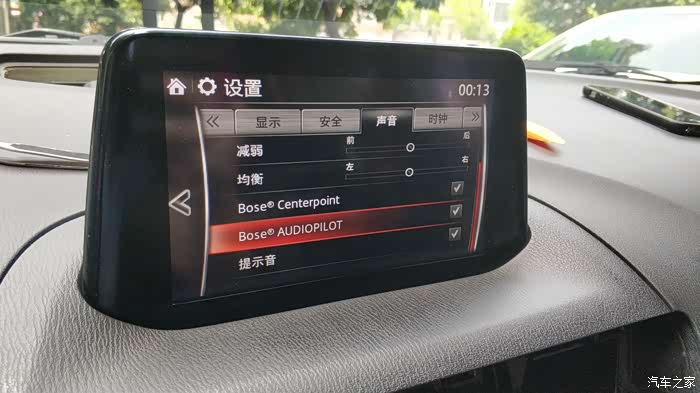 设置
00:13
« 显示 安全 声音 时钟 »
减弱 前 后
均衡 左 右
Bose® Centerpoint
Bose® AUDIOPILOT
提示音
汽车之家